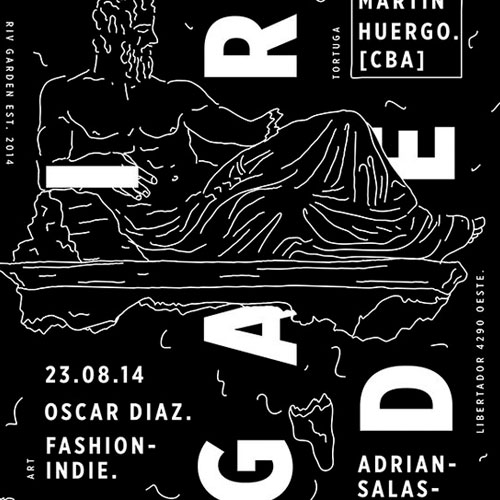 RIV GARDEN EST. 2014
TORTUGA
MARTIN
HUERGO.
[CBA]
I
R
E
G
A
D
23.08.14
OSCAR DIAZ.
FASHION-
INDIE.
ART
LIBERTADOR 4290 OESTE.
ADRIAN-
SALAS-